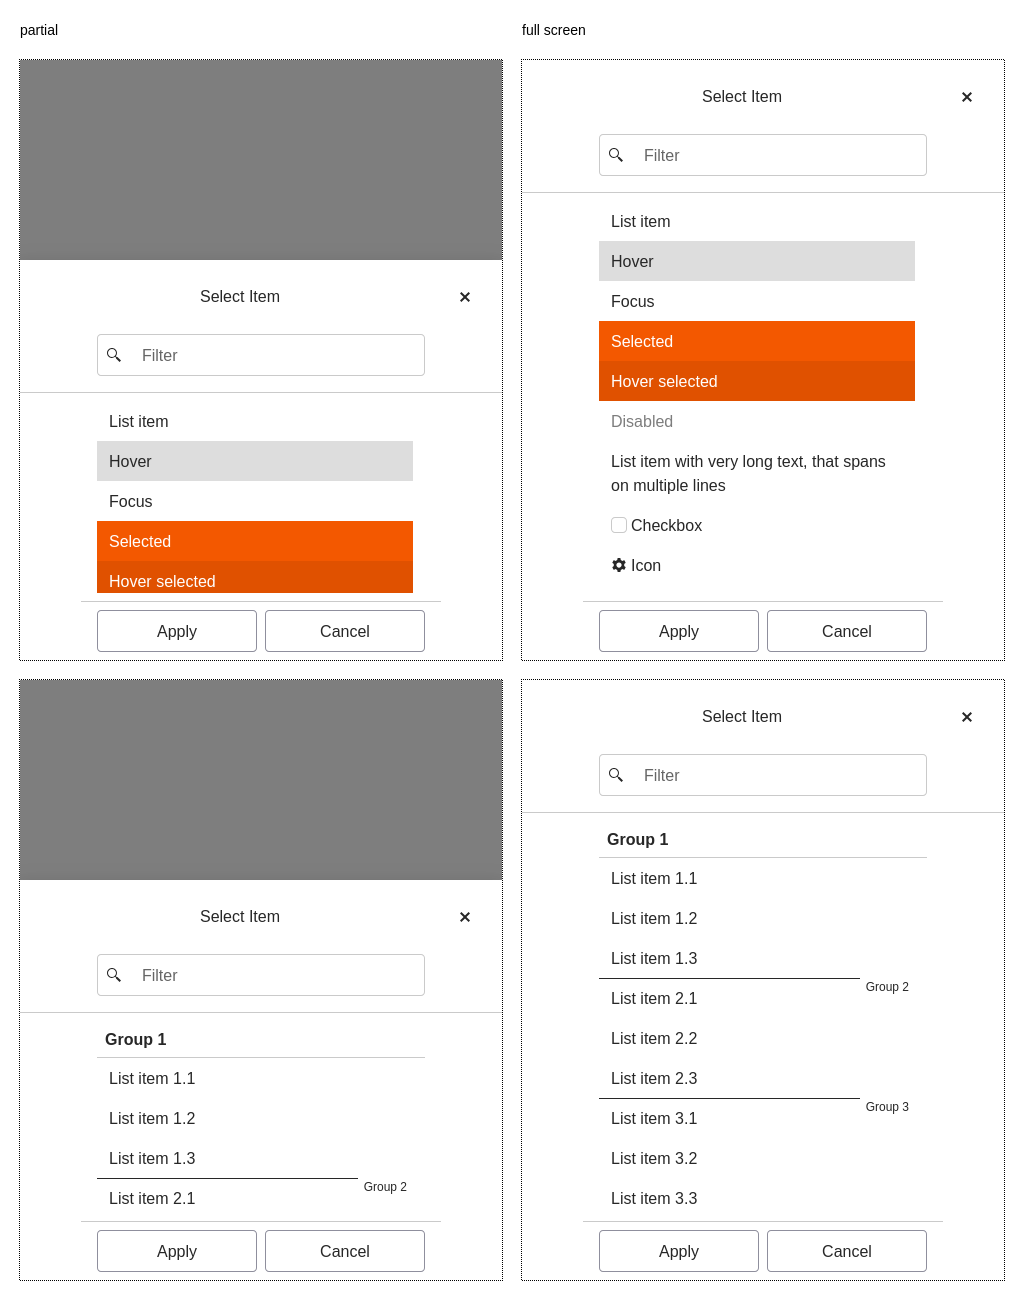 partial
full screen
Select Item
Filter
List item
Hover
Focus
Selected
Hover selected
Apply Cancel
Select Item
Filter
List item
Hover
Focus
Selected
Hover selected
Disabled
List item with very long text, that spans
on multiple lines
Checkbox
Icon
Apply Cancel
Select Item
Filter
Group 1
List item 1.1
List item 1.2
List item 1.3
Group 2
List item 2.1
Apply Cancel
Select Item
Filter
Group 1
List item 1.1
List item 1.2
List item 1.3
Group 2
List item 2.1
List item 2.2
List item 2.3
Group 3
List item 3.1
List item 3.2
List item 3.3
Apply Cancel